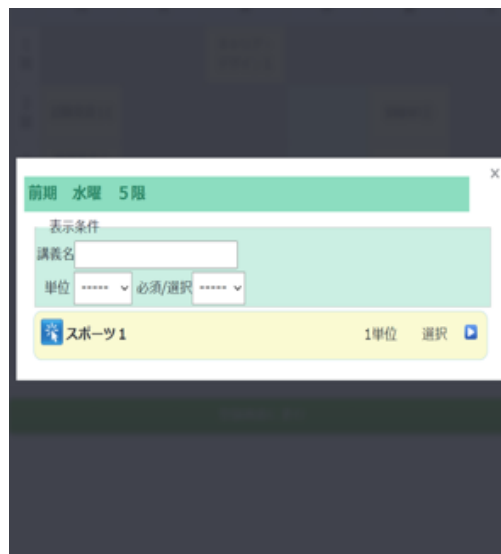 x
前期 水曜 5限
表示条件
講義名
単位 ----- 必須/選択 -----
スポーツ1 1単位 選択